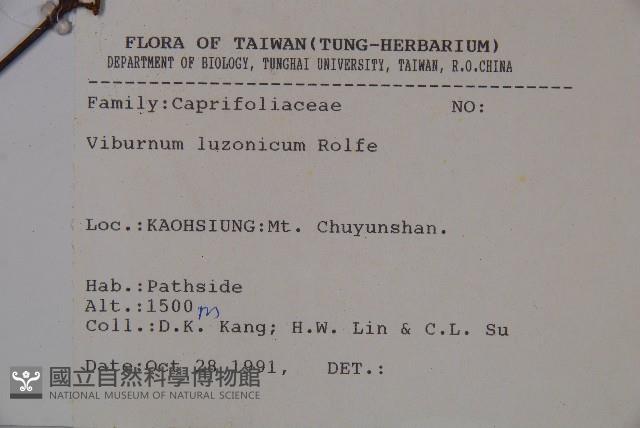 FLORA OF TAIWAN(TUNG-HERBARIUM)
DEPARTMENT OF BIOLOGY, TUNGHAI UNIVERSITY, TAIWAN, R.O.CHINA
Family:Caprifoliaceae NO:
Viburnum luzonicum Rolfe
Loc.:KAOHSIUNG:Mt. Chuyunshan.
Hab.:Pathside
Alt.:1500m
Coll.:D.K. Kang; H.W. Lin & C.L. Su
Date:Oct.28,1991, DET.:
國立自然科學博物館
NATIONAL MUSEUM OF NATURAL SCIENCE